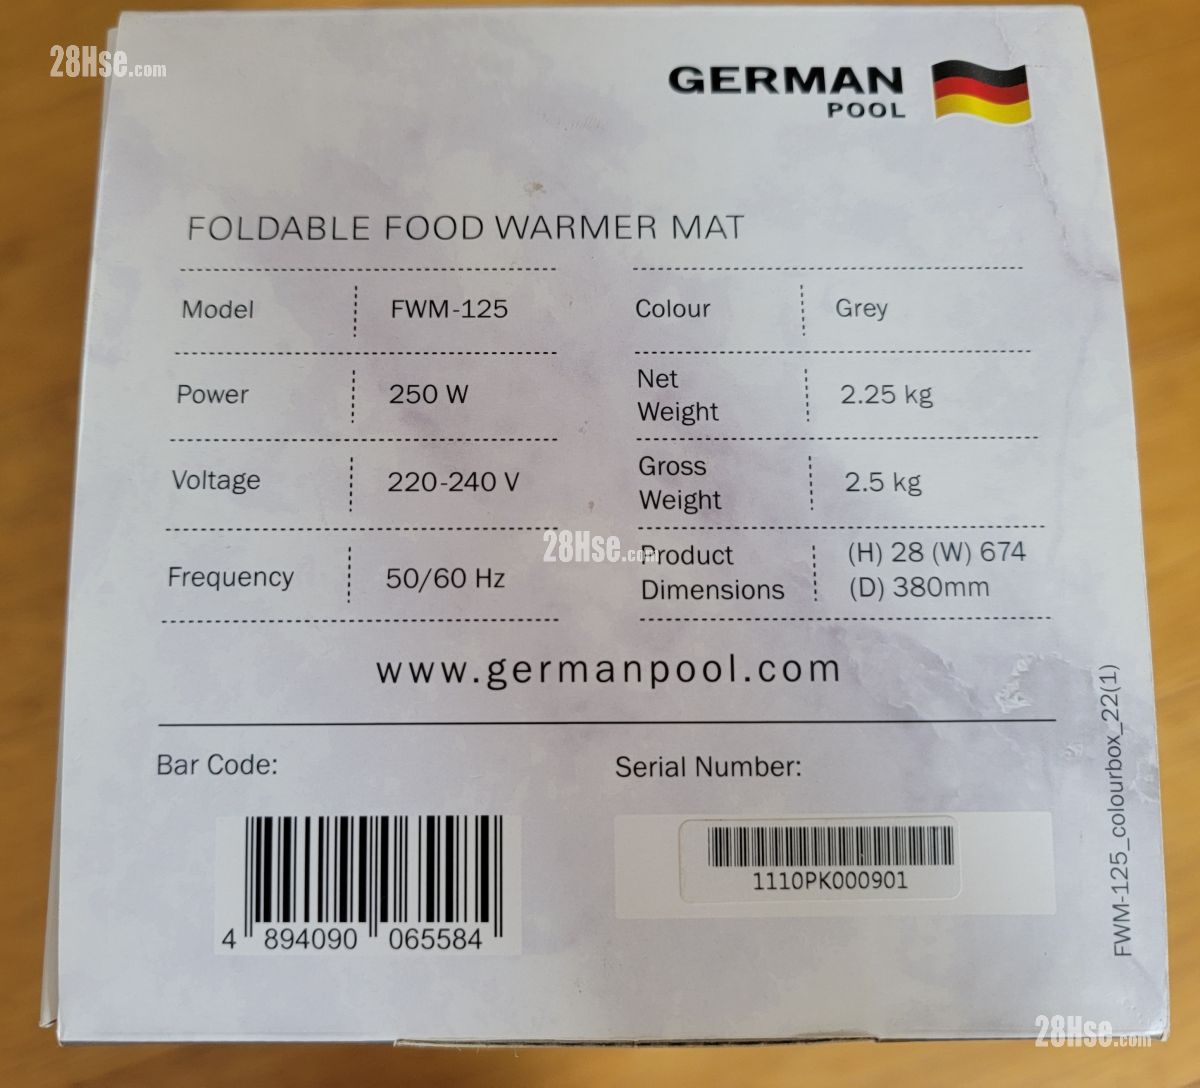 28Hse.com
GERMAN
POOL
FOLDABLE FOOD WARMER MAT
Model FWM-125
Colour Grey
Power 250 W
Net
Weight 2.25 kg
Voltage 220-240 V
Gross
Weight 2.5 kg
28Hse.com
Frequency 50/60 Hz
Product
Dimensions
(H) 28 (W) 674
(D) 380mm
www.germanpool.com
Bar Code:
Serial Number:
1110PK000901
4 894090 065584
FWM-125_colourbox_22(1)
28Hse.com